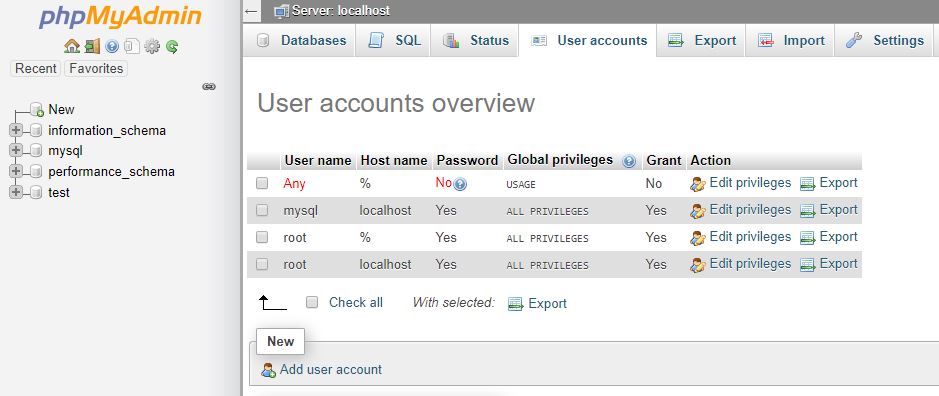 phpMyAdmin
Recent Favorites
New
information_schema
mysql
performance_schema
test
Server: localhost
Databases SQL Status User accounts Export Import Settings
User accounts overview
User name Host name Password Global privileges Grant Action
Any % No USAGE No Edit privileges Export
mysql localhost Yes ALL PRIVILEGES Yes Edit privileges Export
root % Yes ALL PRIVILEGES Yes Edit privileges Export
root localhost Yes ALL PRIVILEGES Yes Edit privileges Export
Check all With selected: Export
New
Add user account